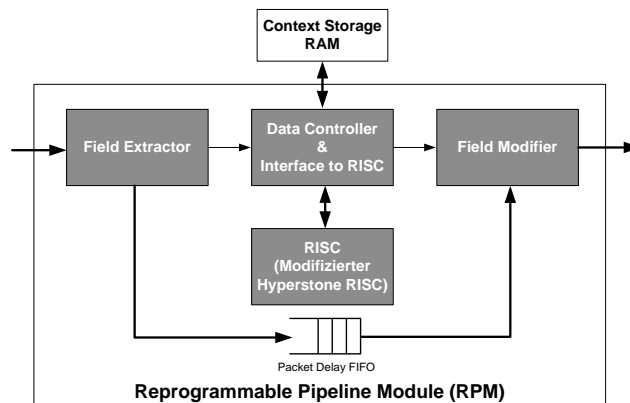 Context Storage
RAM
Field Extractor
Data Controller
&
Interface to RISC
Field Modifier
RISC
(Modifizierter
Hyperstone RISC)
Packet Delay FIFO
Reprogrammable Pipeline Module (RPM)